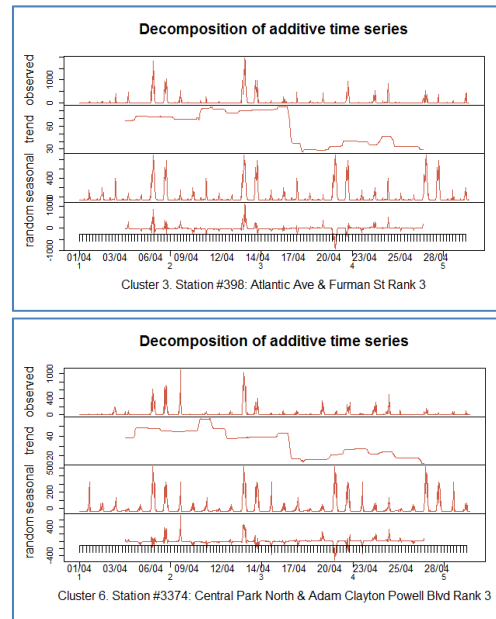 Decomposition of additive time series
observed
0 1000
trend
30 60
seasonal
0 400
random
-1000 0 1000
01/04 03/04 06/04 09/04 12/04 14/04 17/04 20/04 23/04 25/04 28/04
1 2 3 4 5
Cluster 3. Station #398: Atlantic Ave & Furman St Rank 3
Decomposition of additive time series
observed
0 400 1000
trend
20 40
seasonal
0 200 500
random
-400 0 400
01/04 03/04 06/04 09/04 12/04 14/04 17/04 20/04 22/04 25/04 28/04
1 2 3 4 5
Cluster 6. Station #3374: Central Park North & Adam Clayton Powell Blvd Rank 3